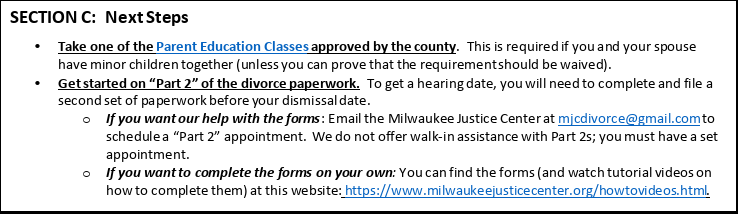 SECTION C:  Next Steps
• Take one of the Parent Education Classes approved by the county.  This is required if you and your spouse
have minor children together (unless you can prove that the requirement should be waived).
• Get started on “Part 2” of the divorce paperwork.  To get a hearing date, you will need to complete and file a
second set of paperwork before your dismissal date.
o If you want our help with the forms: Email the Milwaukee Justice Center at mjcdivorce@gmail.com to
schedule a “Part 2” appointment.  We do not offer walk-in assistance with Part 2s; you must have a set
appointment.
o If you want to complete the forms on your own: You can find the forms (and watch tutorial videos on
how to complete them) at this website: https://www.milwaukeejusticecenter.org/howtovideos.html.